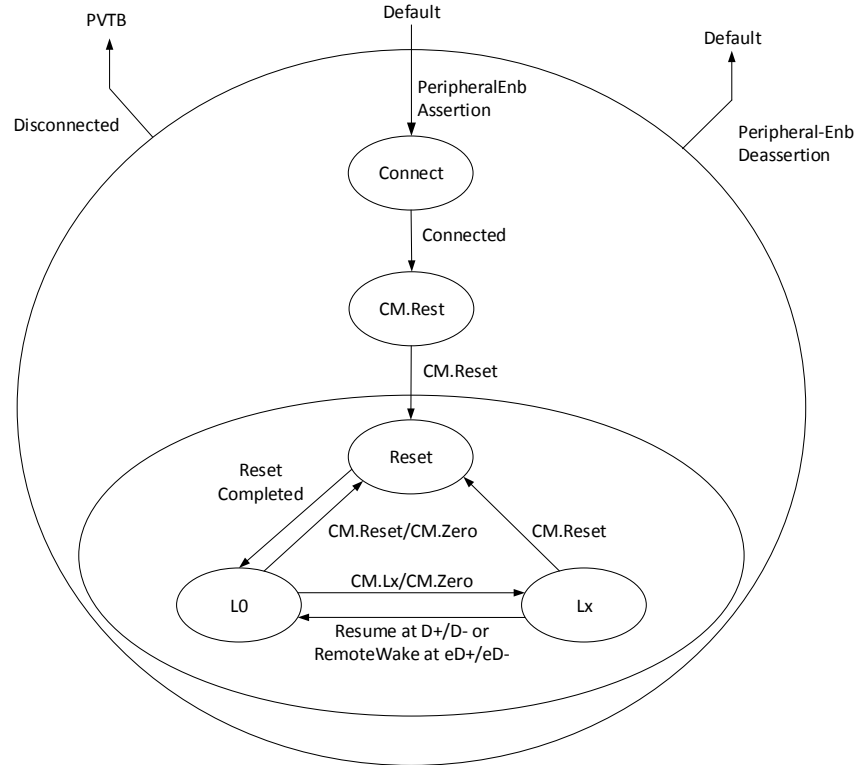 PVTB
Default
Default
Disconnected
PeripheralEnb
Assertion
Peripheral-Enb
Deassertion
Connect
Connected
CM.Rest
CM.Reset
Reset
Reset
Completed
CM.Reset/CM.Zero
CM.Reset
L0
CM.Lx/CM.Zero
Lx
Resume at D+/D- or
RemoteWake at eD+/eD-